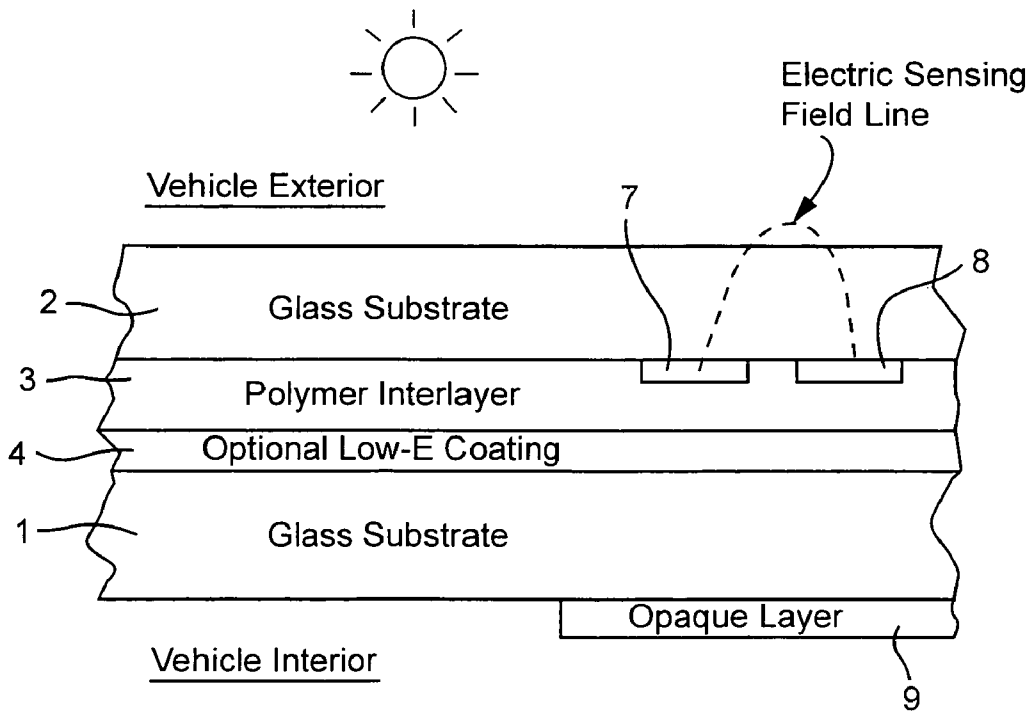 Electric Sensing
Field Line
Vehicle Exterior
7
8
2
Glass Substrate
3
Polymer Interlayer
4
Optional Low-E Coating
1
Glass Substrate
Opaque Layer
Vehicle Interior
9